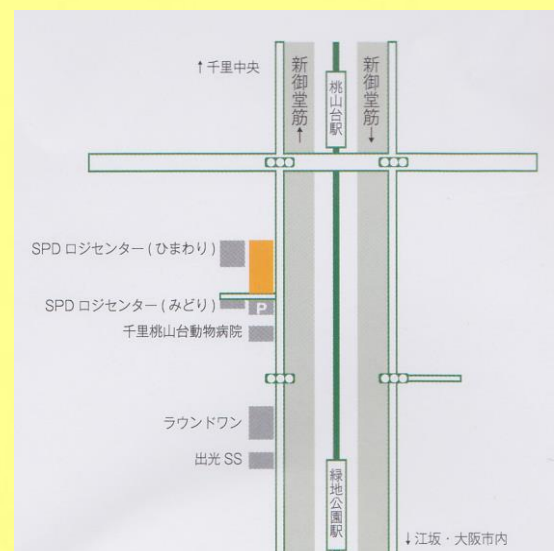 ↑千里中央
新御堂筋↑
桃山台駅
新御堂筋↓
SPD ロジセンター(ひまわり)
SPD ロジセンター(みどり)
P
千里桃山台動物病院
ラウンドワン
出光 SS
緑地公園駅
↓江坂・大阪市内